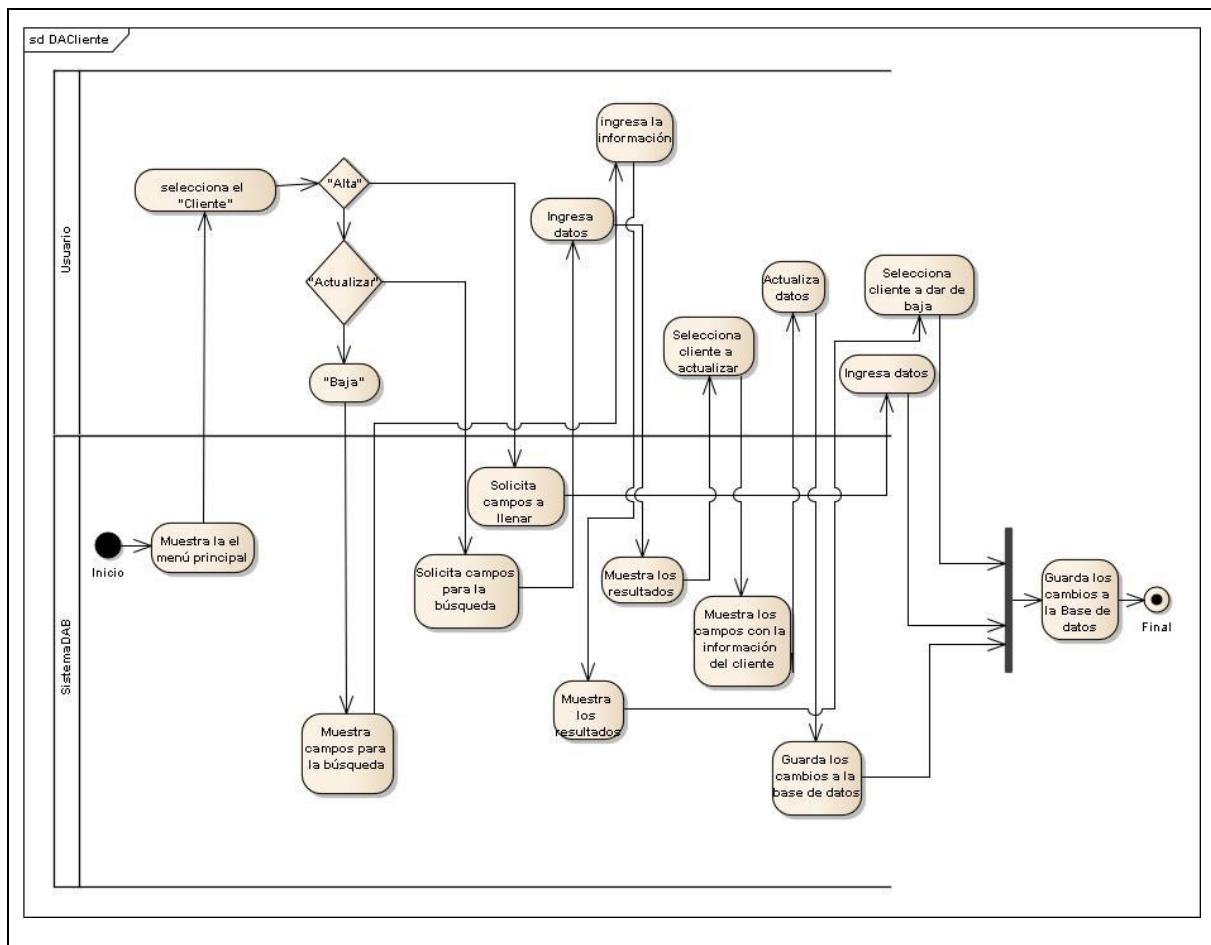 sd DACliente
Usuario
selecciona el
"Cliente"
"Alta"
"Actualizar"
"Baja"
ingresa la
información
Ingresa
datos
Actualiza
datos
Selecciona
cliente a
actualizar
Selecciona
cliente a dar de
baja
Ingresa datos
SistemaDAB
Inicio
Muestra la el
menú principal
Solicita
campos a
llenar
Solicita campos
para la
búsqueda
Muestra
campos para
la búsqueda
Muestra los
resultados
Muestra los
campos con la
información
del cliente
Muestra
los
resultados
Guarda los
cambios a la
base de datos
Guarda los
cambios a
la Base de
datos
Final